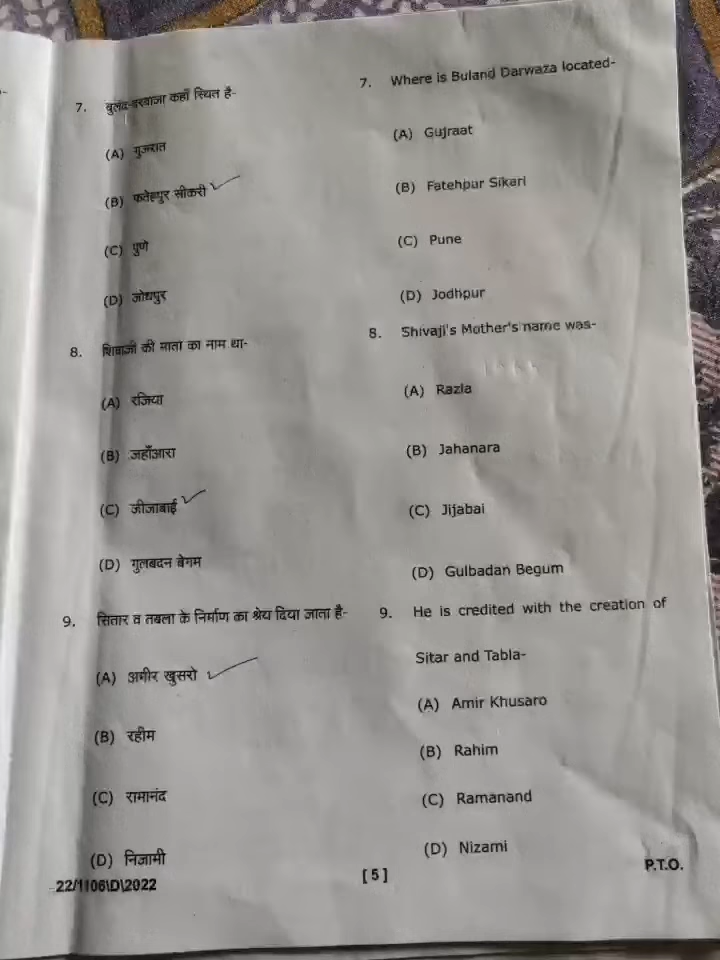 7. बुलंद-दरवाजा कहाँ स्थित है-
(A) गुजरात
(B) फतेहपुर सीकरी
(C) पुणे
(D) जोधपुर
8. शिवाजी की माता का नाम था-
(A) रजिया
(B) जहाँआरा
(C) जीजाबाई
(D) गुलबदन बेगम
9. सितार व तबला के निर्माण का श्रेय दिया जाता है-
(A) अमीर खुसरो
(B) रहीम
(C) रामानंद
(D) निजामी
22/1106\D\2022
7. Where is Buland Darwaza located-
(A) Gujraat
(B) Fatehpur Sikari
(C) Pune
(D) Jodhpur
8. Shivaji's Mother's name was-
(A) Razia
(B) Jahanara
(C) Jijabai
(D) Gulbadan Begum
9. He is credited with the creation of
Sitar and Tabla-
(A) Amir Khusaro
(B) Rahim
(C) Ramanand
(D) Nizami
[5]
P.T.O.